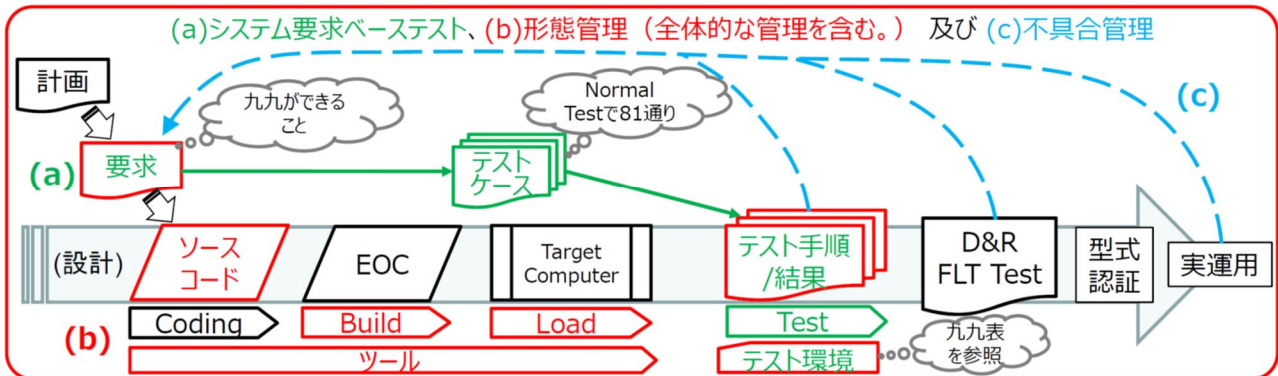 (a)システム要求ベーステスト、(b)形態管理（全体的な管理を含む。） 及び (c)不具合管理
計画
九九ができる
こと
Normal
Testで81通り
(c)
(a)
要求
テスト
ケース
(設計)
ソース
コード
EOC
Target
Computer
テスト手順
/結果
D&R
FLT Test
型式
認証
実運用
(b)
Coding
Build
Load
Test
ツール
テスト環境
九九表
を参照